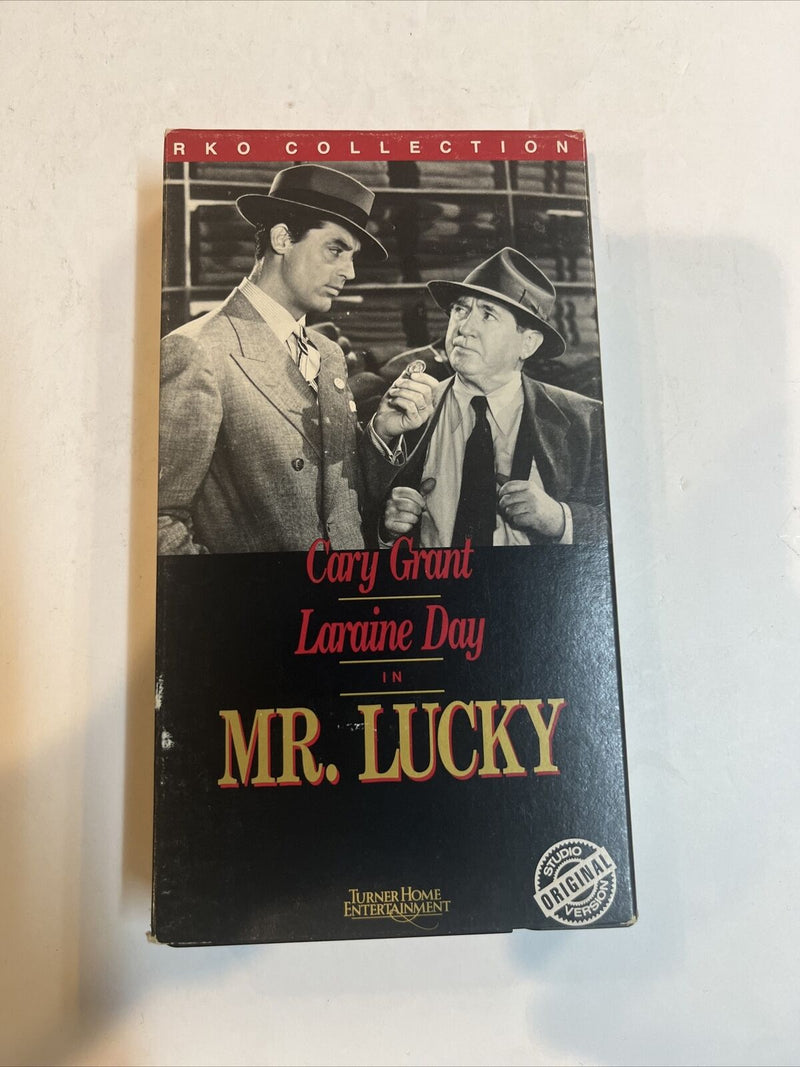 RKO COLLECTION
Cary Grant
Laraine Day
IN
MR. LUCKY
STUDIO
ORIGINAL
VERSION
TURNER HOME
ENTERTAINMENT